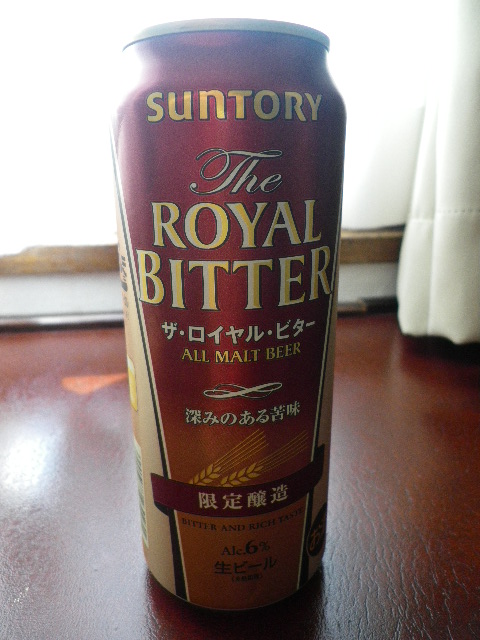 SUNTORY
The
ROYAL
BITTER
ザ・ロイヤル・ビター
ALL MALT BEER
深みのある苦味
限定醸造
BITTER AND RICH TASTE
Alc.6%
生ビール